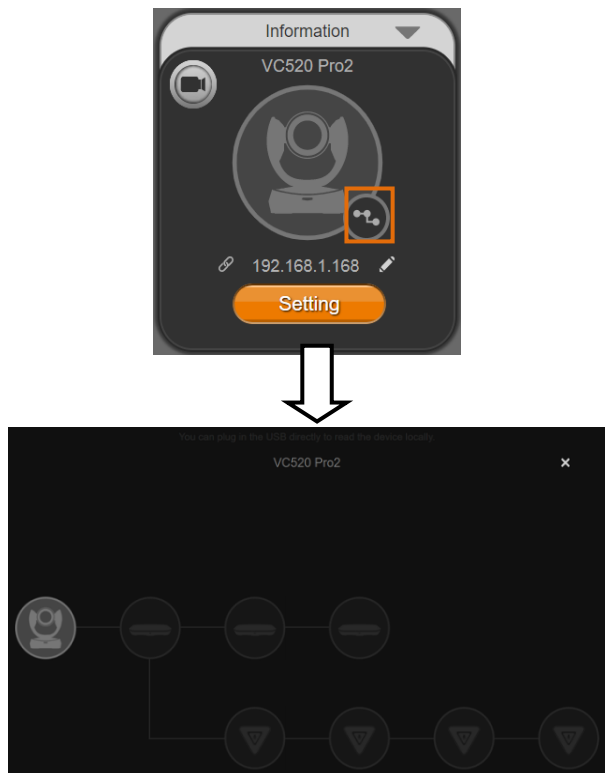 Information
VC520 Pro2
192.168.1.168
Setting
You can plug in the USB directly to read the device locally.
VC520 Pro2